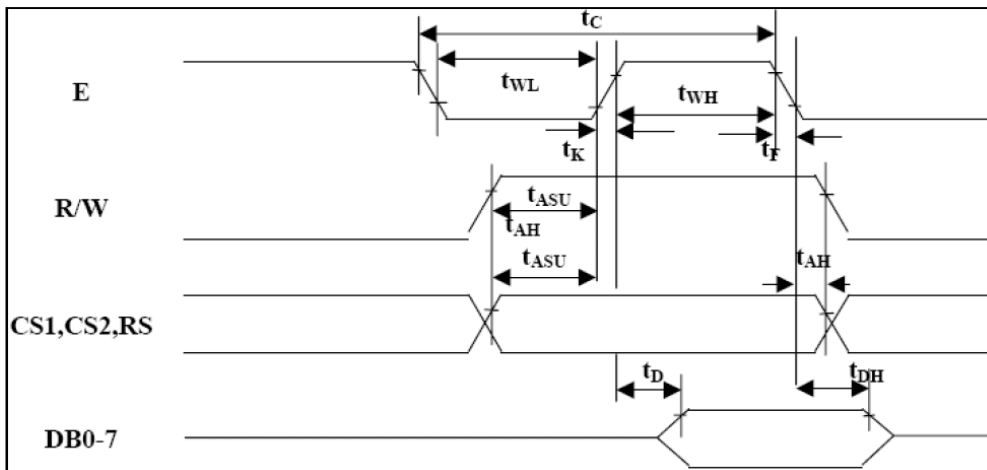 tC
E
tWL
tWH
tK
tF
R/W
tASU
tAH
tASU
tAH
CS1,CS2,RS
tD
tDH
DB0-7